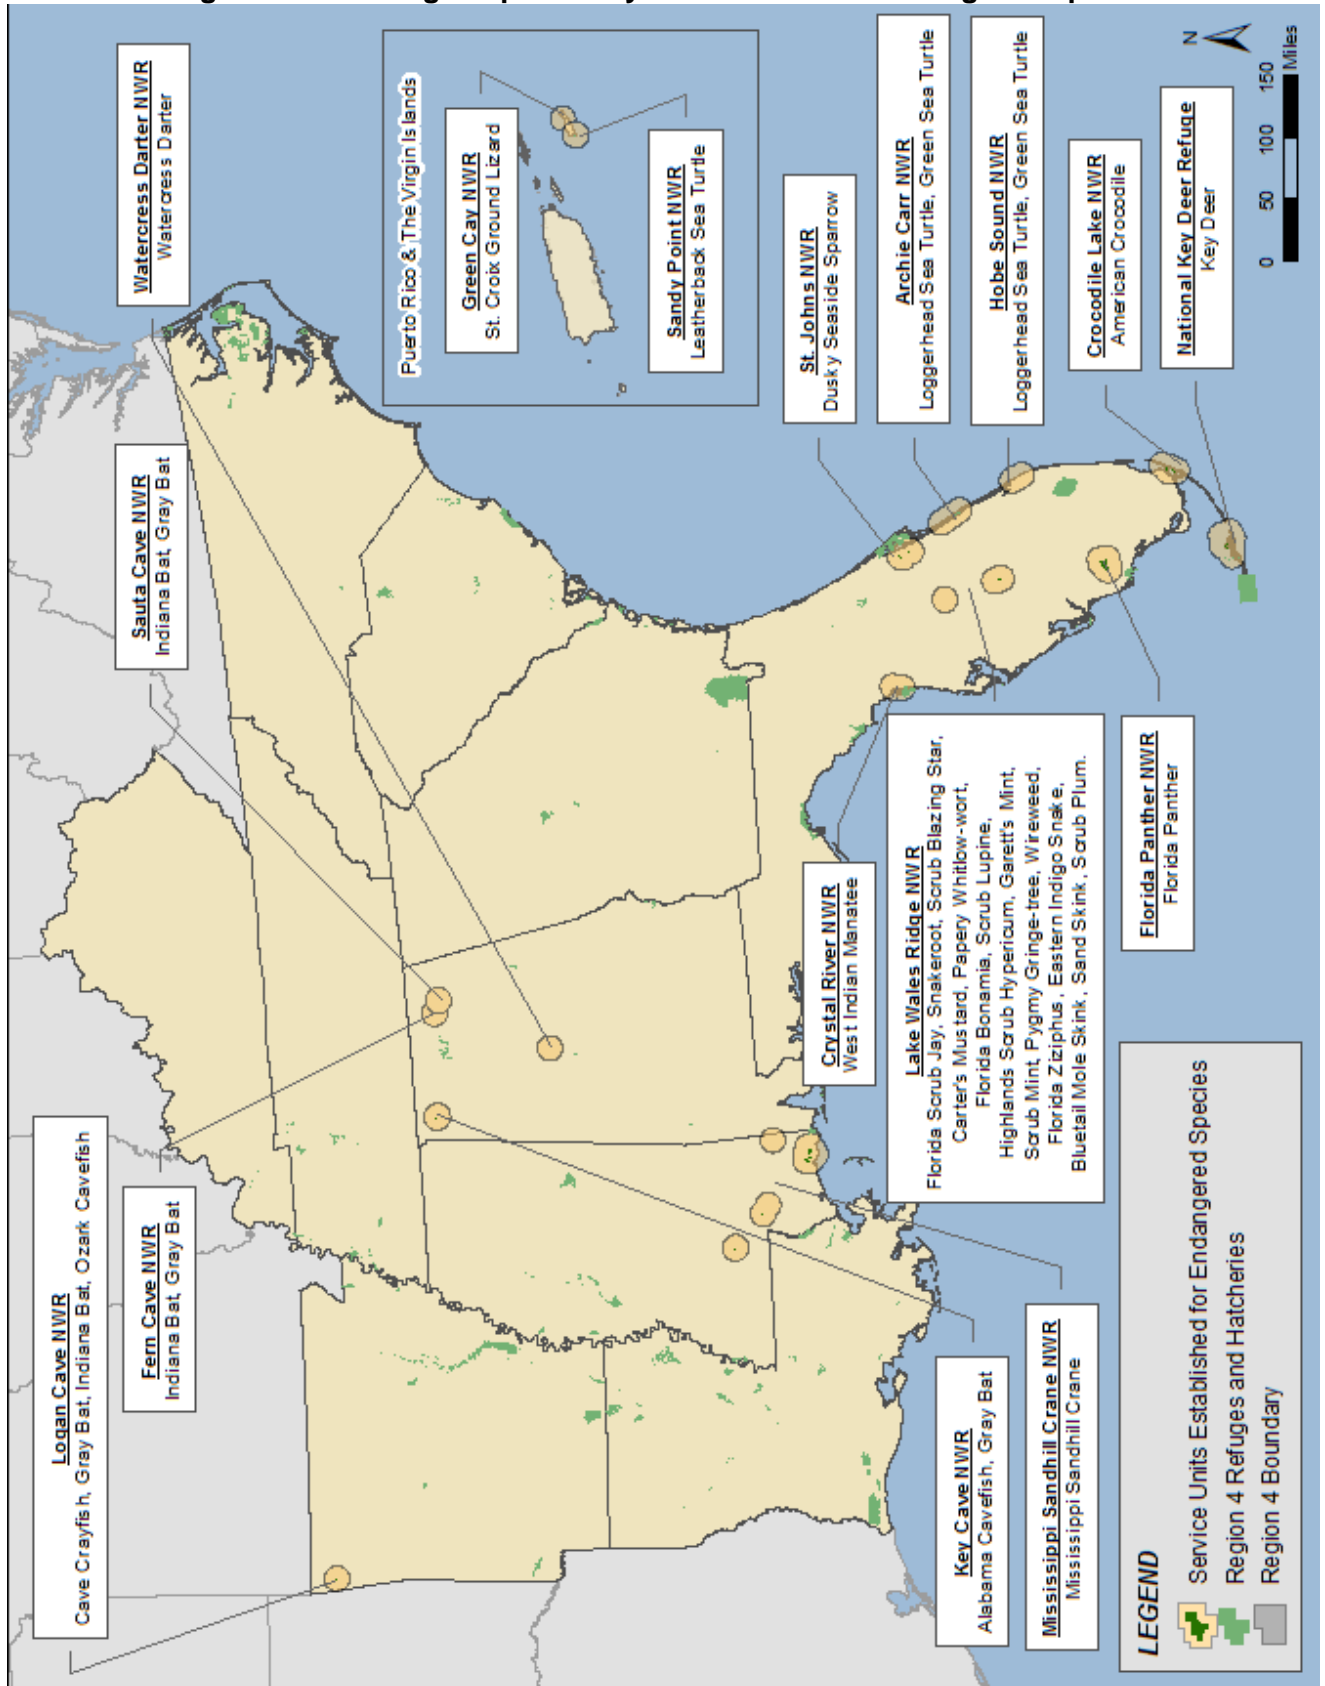 Logan Cave NWR
Cave Crayfish, Gray Bat, Indiana Bat, Ozark Cavefish
Fern Cave NWR
Indiana Bat, Gray Bat
Sauta Cave NWR
Indiana Bat, Gray Bat
Watercress Darter NWR
Watercress Darter
Puerto Rico & The Virgin Islands
Green Cay NWR
St. Croix Ground Lizard
Sandy Point NWR
Leatherback Sea Turtle
St. Johns NWR
Dusky Seaside Sparrow
Archie Carr NWR
Loggerhead Sea Turtle, Green Sea Turtle
Hobe Sound NWR
Loggerhead Sea Turtle, Green Sea Turtle
Crocodile Lake NWR
American Crocodile
National Key Deer Refuge
Key Deer
Crystal River NWR
West Indian Manatee
Lake Wales Ridge NWR
Florida Scrub Jay, Snakeroot, Scrub Blazing Star,
Carter's Mustard, Papery Whitlow-wort,
Florida Bonamia, Scrub Lupine,
Highlands Scrub Hypericum, Garett's Mint,
Scrub Mint, Pygmy Gringe-tree, Wireweed,
Florida Ziziphus, Eastern Indigo Snake,
Bluetail Mole Skink, Sand Skink, Scrub Plum.
Florida Panther NWR
Florida Panther
Key Cave NWR
Alabama Cavefish, Gray Bat
Mississippi Sandhill Crane NWR
Mississippi Sandhill Crane
LEGEND
Service Units Established for Endangered Species
Region 4 Refuges and Hatcheries
Region 4 Boundary
N
0 50 100 150
Miles